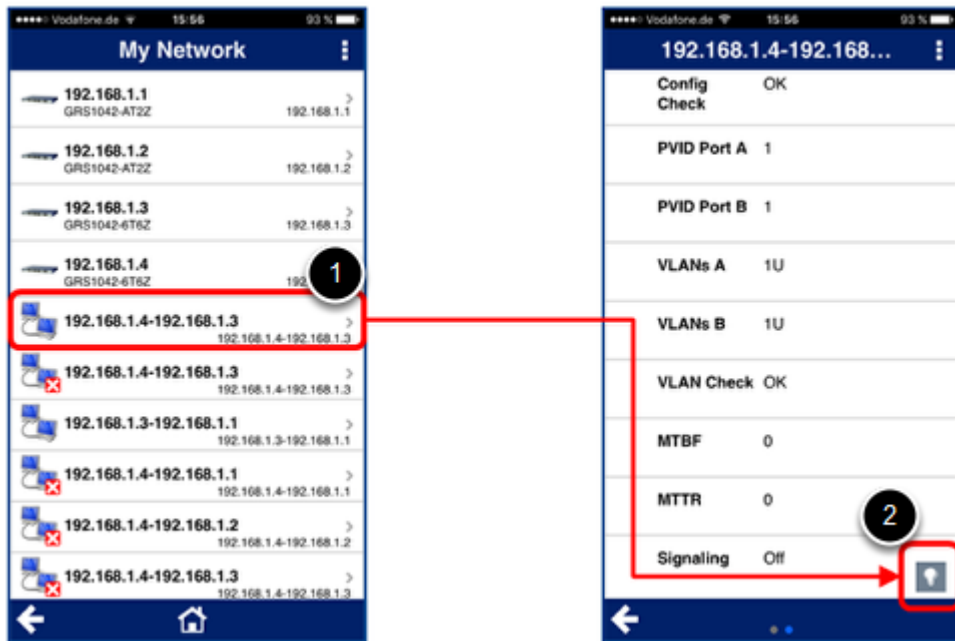 Vodafone.de 15:56 93 %
My Network
192.168.1.1
GRS1042-AT2Z 192.168.1.1
192.168.1.2
GRS1042-AT2Z 192.168.1.2
192.168.1.3
GRS1042-6T6Z 192.168.1.3
192.168.1.4
GRS1042-6T6Z 192
1
192.168.1.4-192.168.1.3
192.168.1.4-192.168.1.3
192.168.1.4-192.168.1.3
192.168.1.4-192.168.1.3
192.168.1.3-192.168.1.1
192.168.1.3-192.168.1.1
192.168.1.4-192.168.1.1
192.168.1.4-192.168.1.1
192.168.1.4-192.168.1.2
192.168.1.4-192.168.1.2
192.168.1.4-192.168.1.3
192.168.1.4-192.168.1.3
Vodafone.de 15:56 93 %
192.168.1.4-192.168...
Config OK
Check
PVID Port A 1
PVID Port B 1
VLANs A 1U
VLANs B 1U
VLAN Check OK
MTBF 0
MTTR 0
2
Signaling Off